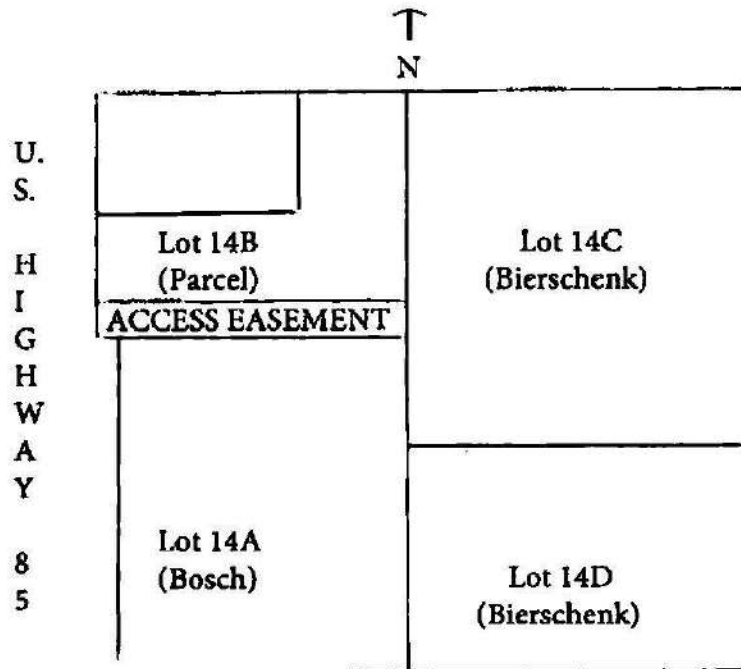 N
U.
S.
H
I
G
H
W
A
Y
8
5
Lot 14B
(Parcel)
ACCESS EASEMENT
Lot 14C
(Bierschenk)
Lot 14A
(Bosch)
Lot 14D
(Bierschenk)